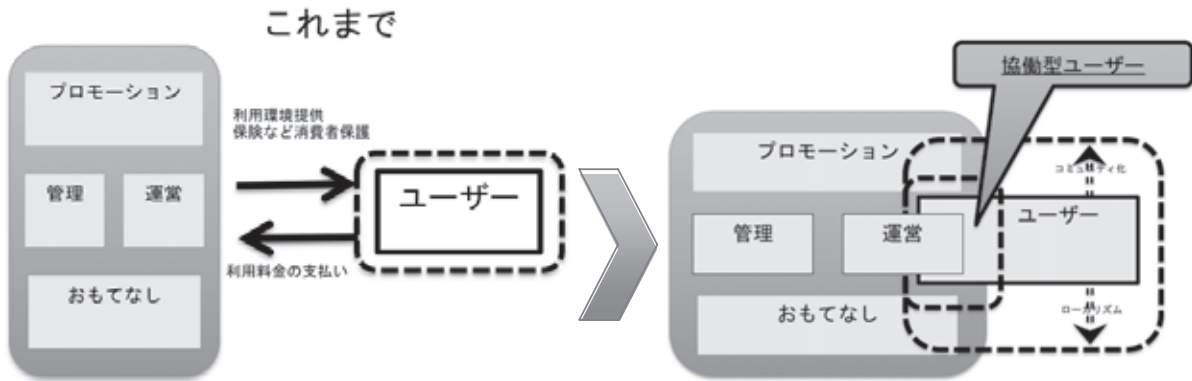 これまで
プロモーション
管理
運営
おもてなし
利用環境提供
保険など消費者保護
利用料金の支払い
ユーザー
協働型ユーザー
プロモーション
コミュニティ化
ユーザー
管理
運営
おもてなし
ローカリズム